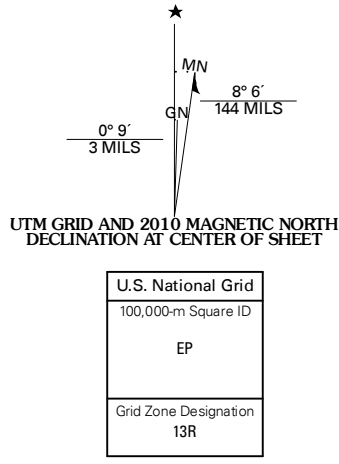 MN
8° 6´
144 MILS
GN
0° 9´
3 MILS
UTM GRID AND 2010 MAGNETIC NORTH
DECLINATION AT CENTER OF SHEET
U.S. National Grid
100,000-m Square ID
EP
Grid Zone Designation
13R